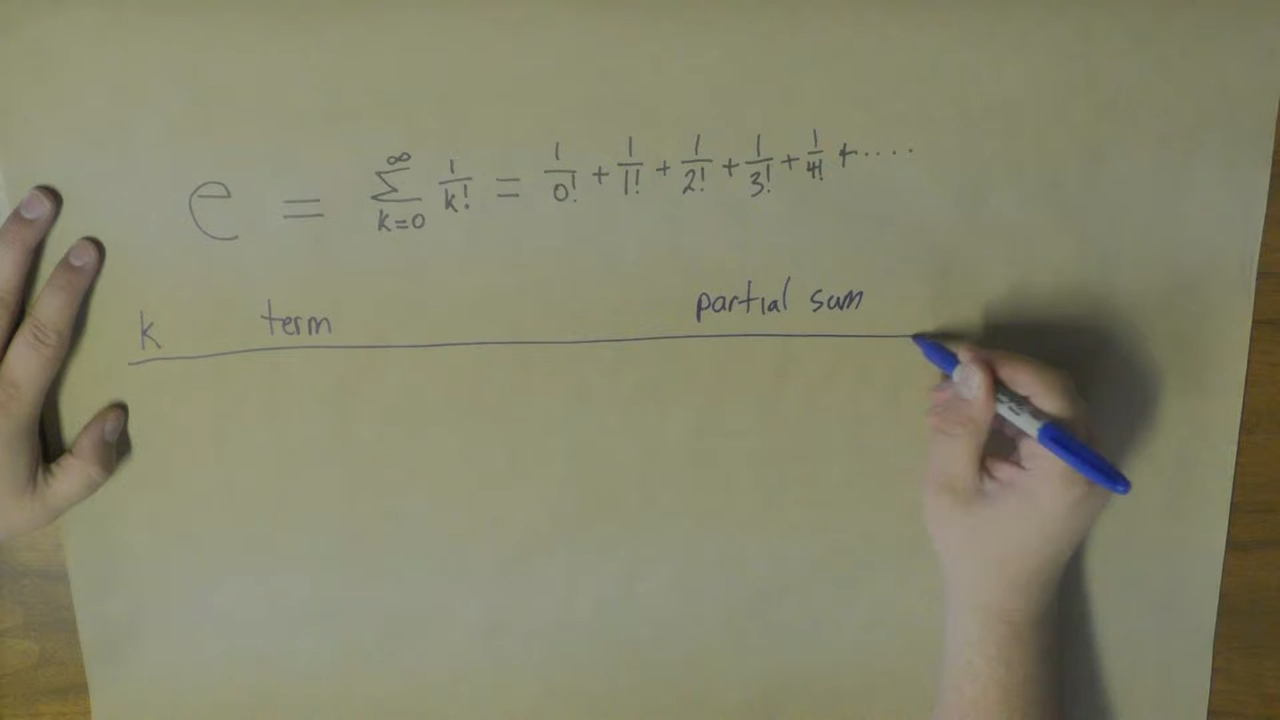 e = ∑_{k=0}^{∞} 1/k! = 1/0! + 1/1! + 1/2! + 1/3! + 1/4! + ....
k term partial sum